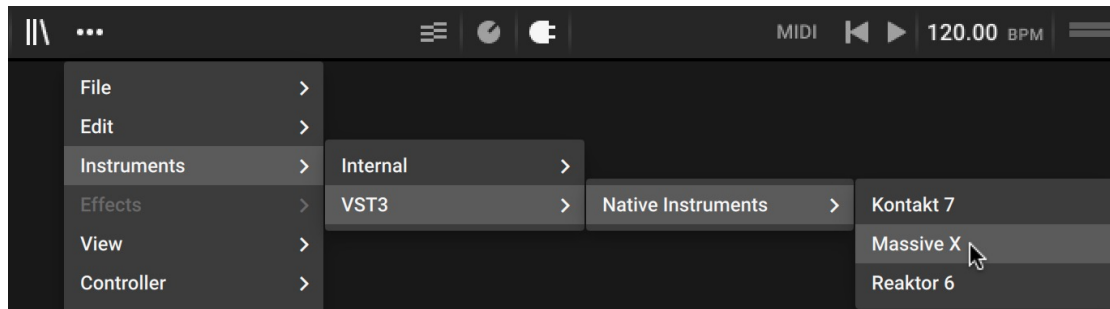 MIDI 120.00 BPM
File
Edit
Instruments
Effects
View
Controller
Internal
VST3
Native Instruments
Kontakt 7
Massive X
Reaktor 6